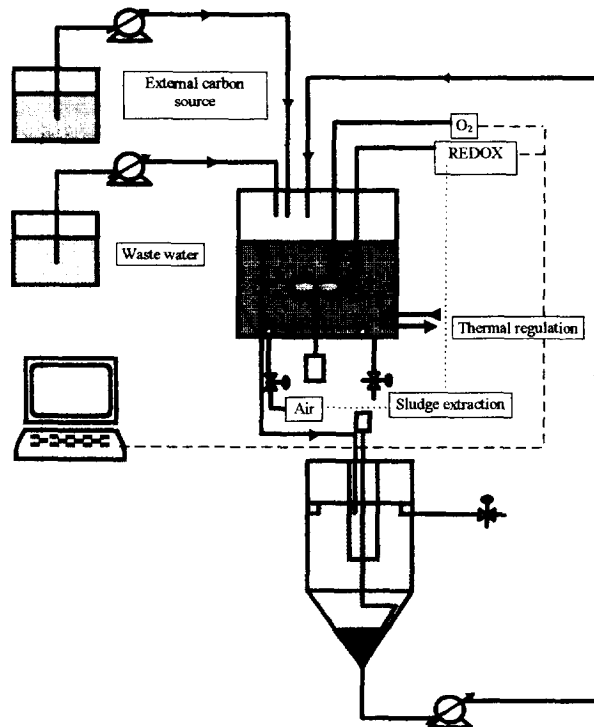 External carbon
source
O₂
REDOX
Waste water
Thermal regulation
Air
Sludge extraction